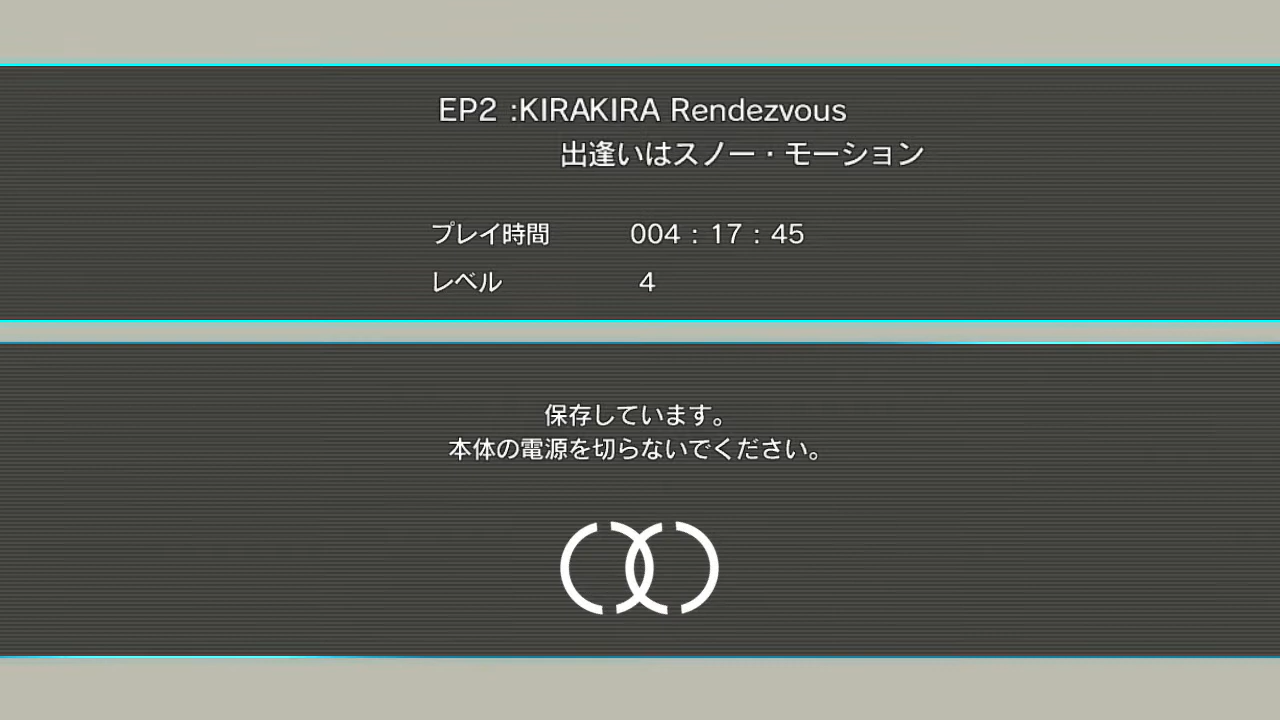 EP2 :KIRAKIRA Rendezvous
出逢いはスノー・モーション
プレイ時間 004 : 17 : 45
レベル 4
保存しています。
本体の電源を切らないでください。